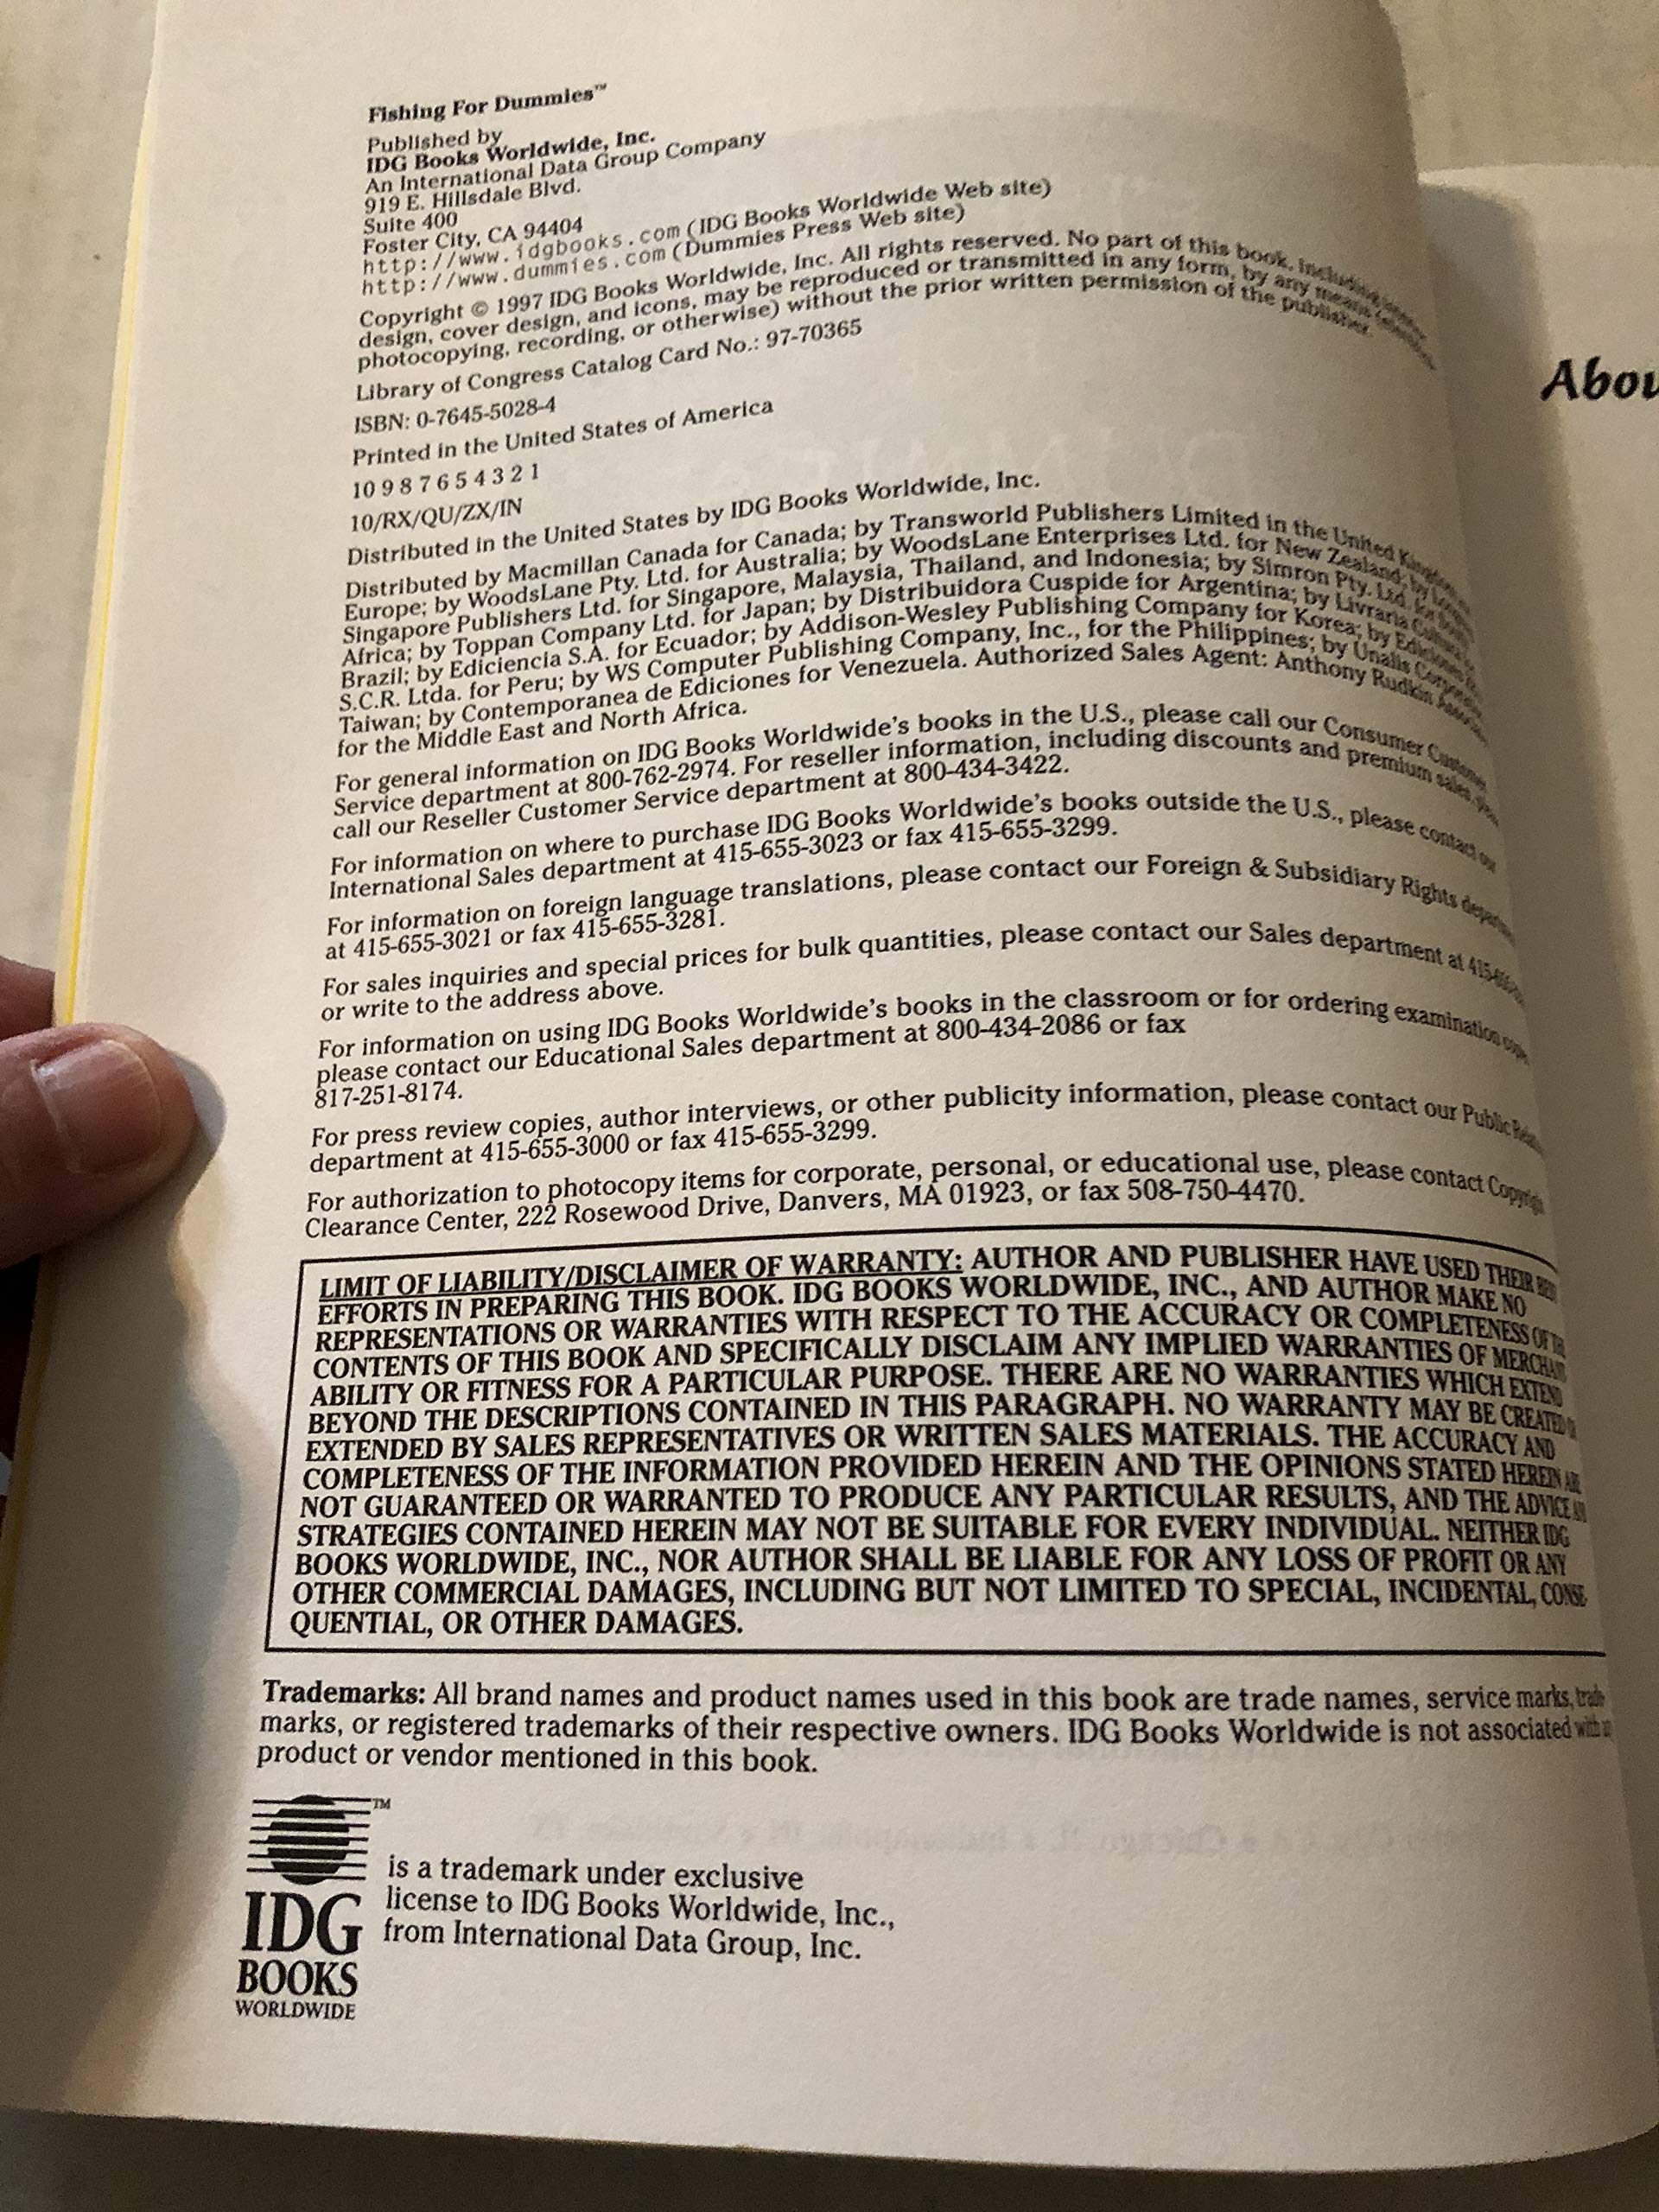 Fishing For Dummies™
Published by
IDG Books Worldwide, Inc.
An International Data Group Company
919 E. Hillsdale Blvd.
Suite 400
Foster City, CA 94404
http://www.idgbooks.com (IDG Books Worldwide Web site)
http://www.dummies.com (Dummies Press Web site)
Copyright © 1997 IDG Books Worldwide, Inc. All rights reserved. No part of this book, including
design, cover design, and icons, may be reproduced or transmitted in any form, by any means
photocopying, recording, or otherwise) without the prior written permission of the publisher.
Library of Congress Catalog Card No.: 97-70365
ISBN: 0-7645-5028-4
Printed in the United States of America
10 9 8 7 6 5 4 3 2 1
10/RX/QU/ZX/IN
Distributed in the United States by IDG Books Worldwide, Inc.
Distributed by Macmillan Canada for Canada; by Transworld Publishers Limited in the United Kingdom
Europe; by WoodsLane Pty. Ltd. for Australia; by WoodsLane Enterprises Ltd. for New Zealand; by
Singapore Publishers Ltd. for Singapore, Malaysia, Thailand, and Indonesia; by Simron Pty. Ltd.
Africa; by Toppan Company Ltd. for Japan; by Distribuidora Cuspide for Argentina; by Livraria
Brazil; by Ediciencia S.A. for Ecuador; by Addison-Wesley Publishing Company for Korea; by Ediciones
S.C.R. Ltda. for Peru; by WS Computer Publishing Company, Inc., for the Philippines; by Unalis
Taiwan; by Contemporanea de Ediciones for Venezuela. Authorized Sales Agent: Anthony Rudkin
for the Middle East and North Africa.
For general information on IDG Books Worldwide's books in the U.S., please call our Consumer Customer
Service department at 800-762-2974. For reseller information, including discounts and premium sales,
call our Reseller Customer Service department at 800-434-3422.
For information on where to purchase IDG Books Worldwide's books outside the U.S., please contact our
International Sales department at 415-655-3023 or fax 415-655-3299.
For information on foreign language translations, please contact our Foreign & Subsidiary Rights
at 415-655-3021 or fax 415-655-3281.
For sales inquiries and special prices for bulk quantities, please contact our Sales department at
or write to the address above.
For information on using IDG Books Worldwide's books in the classroom or for ordering examination
please contact our Educational Sales department at 800-434-2086 or fax
817-251-8174.
For press review copies, author interviews, or other publicity information, please contact our Public
department at 415-655-3000 or fax 415-655-3299.
For authorization to photocopy items for corporate, personal, or educational use, please contact
Clearance Center, 222 Rosewood Drive, Danvers, MA 01923, or fax 508-750-4470.
LIMIT OF LIABILITY/DISCLAIMER OF WARRANTY: AUTHOR AND PUBLISHER HAVE USED THEIR BEST
EFFORTS IN PREPARING THIS BOOK. IDG BOOKS WORLDWIDE, INC., AND AUTHOR MAKE NO
REPRESENTATIONS OR WARRANTIES WITH RESPECT TO THE ACCURACY OR COMPLETENESS OF THE
CONTENTS OF THIS BOOK AND SPECIFICALLY DISCLAIM ANY IMPLIED WARRANTIES OF MERCHANT
ABILITY OR FITNESS FOR A PARTICULAR PURPOSE. THERE ARE NO WARRANTIES WHICH EXTEND
BEYOND THE DESCRIPTIONS CONTAINED IN THIS PARAGRAPH. NO WARRANTY MAY BE CREATED
EXTENDED BY SALES REPRESENTATIVES OR WRITTEN SALES MATERIALS. THE ACCURACY AND
COMPLETENESS OF THE INFORMATION PROVIDED HEREIN AND THE OPINIONS STATED HEREIN ARE
NOT GUARANTEED OR WARRANTED TO PRODUCE ANY PARTICULAR RESULTS, AND THE ADVICE
STRATEGIES CONTAINED HEREIN MAY NOT BE SUITABLE FOR EVERY INDIVIDUAL. NEITHER IDG
BOOKS WORLDWIDE, INC., NOR AUTHOR SHALL BE LIABLE FOR ANY LOSS OF PROFIT OR ANY
OTHER COMMERCIAL DAMAGES, INCLUDING BUT NOT LIMITED TO SPECIAL, INCIDENTAL, CONSE-
QUENTIAL, OR OTHER DAMAGES.
Trademarks: All brand names and product names used in this book are trade names, service marks, trade-
marks, or registered trademarks of their respective owners. IDG Books Worldwide is not associated with
product or vendor mentioned in this book.
TM
is a trademark under exclusive
license to IDG Books Worldwide, Inc.,
from International Data Group, Inc.
IDG
BOOKS
WORLDWIDE
Abou